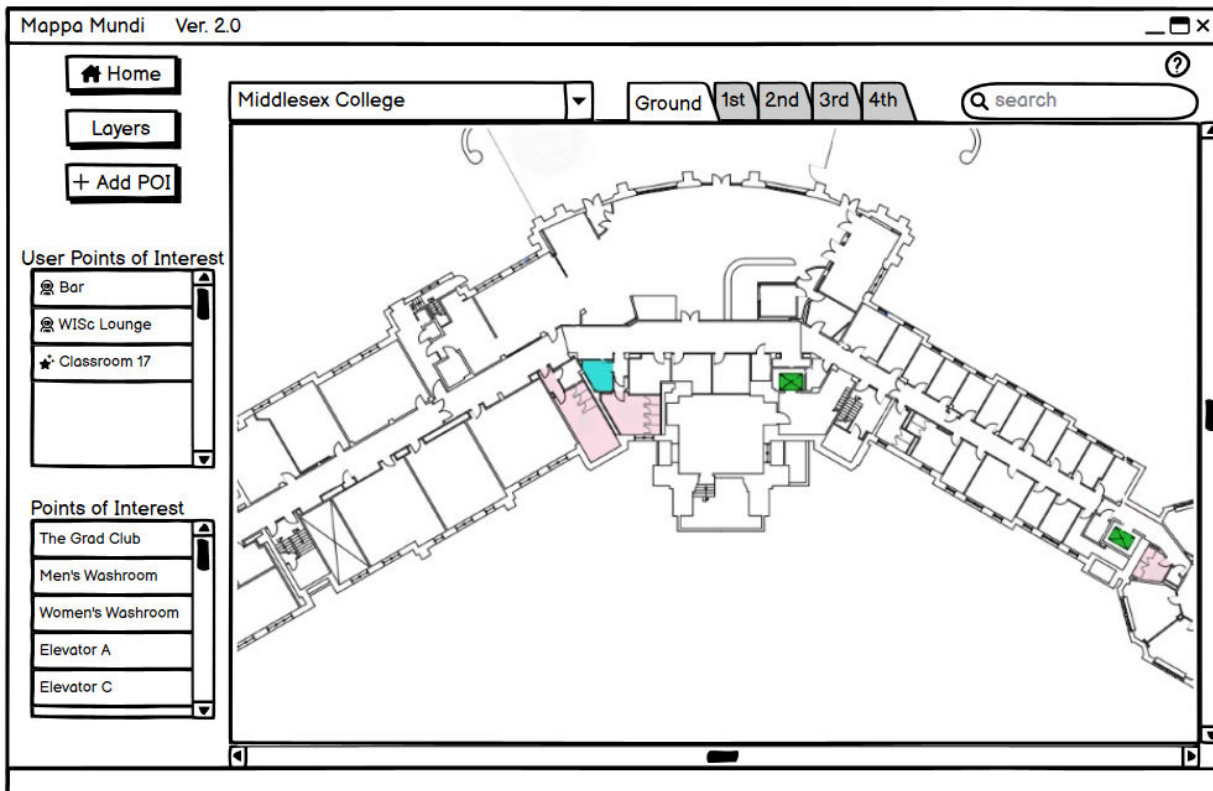 Mappa Mundi Ver. 2.0
Home
Layers
+ Add POI
Middlesex College
Ground 1st 2nd 3rd 4th
?
search
User Points of Interest
Bar
WISc Lounge
Classroom 17
Points of Interest
The Grad Club
Men's Washroom
Women's Washroom
Elevator A
Elevator C